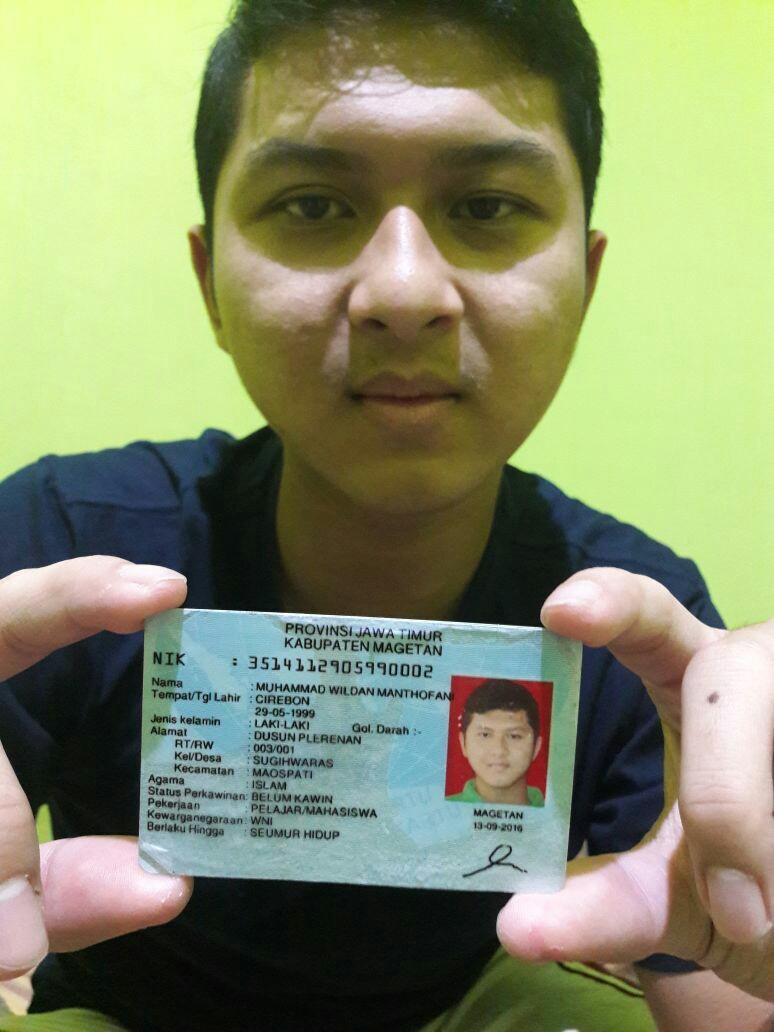 PROVINSI JAWA TIMUR
KABUPATEN MAGETAN
NIK : 3514112905990002
Nama : MUHAMMAD WILDAN MANTHOFANI
Tempat/Tgl Lahir : CIREBON
29-05-1999
Jenis kelamin : LAKI-LAKI Gol. Darah :-
Alamat : DUSUN PLERENAN
RT/RW : 003/001
Kel/Desa : SUGIHWARAS
Kecamatan : MAOSPATI
Agama : ISLAM
Status Perkawinan: BELUM KAWIN
Pekerjaan : PELAJAR/MAHASISWA
Kewarganegaraan: WNI
Berlaku Hingga : SEUMUR HIDUP
MAGETAN
13-09-2016